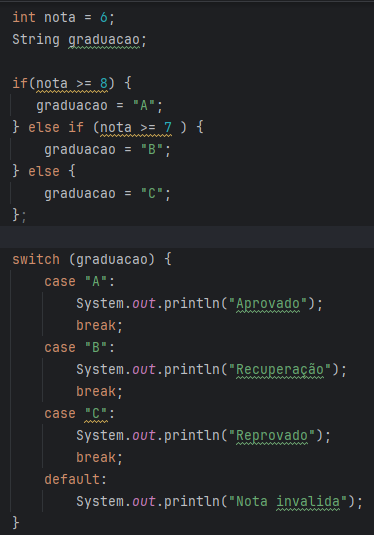 int nota = 6;
String graduacao;
if(nota >= 8) {
graduacao = "A";
} else if (nota >= 7 ) {
graduacao = "B";
} else {
graduacao = "C";
};
switch (graduacao) {
case "A":
System.out.println("Aprovado");
break;
case "B":
System.out.println("Recuperação");
break;
case "C":
System.out.println("Reprovado");
break;
default:
System.out.println("Nota invalida");
}